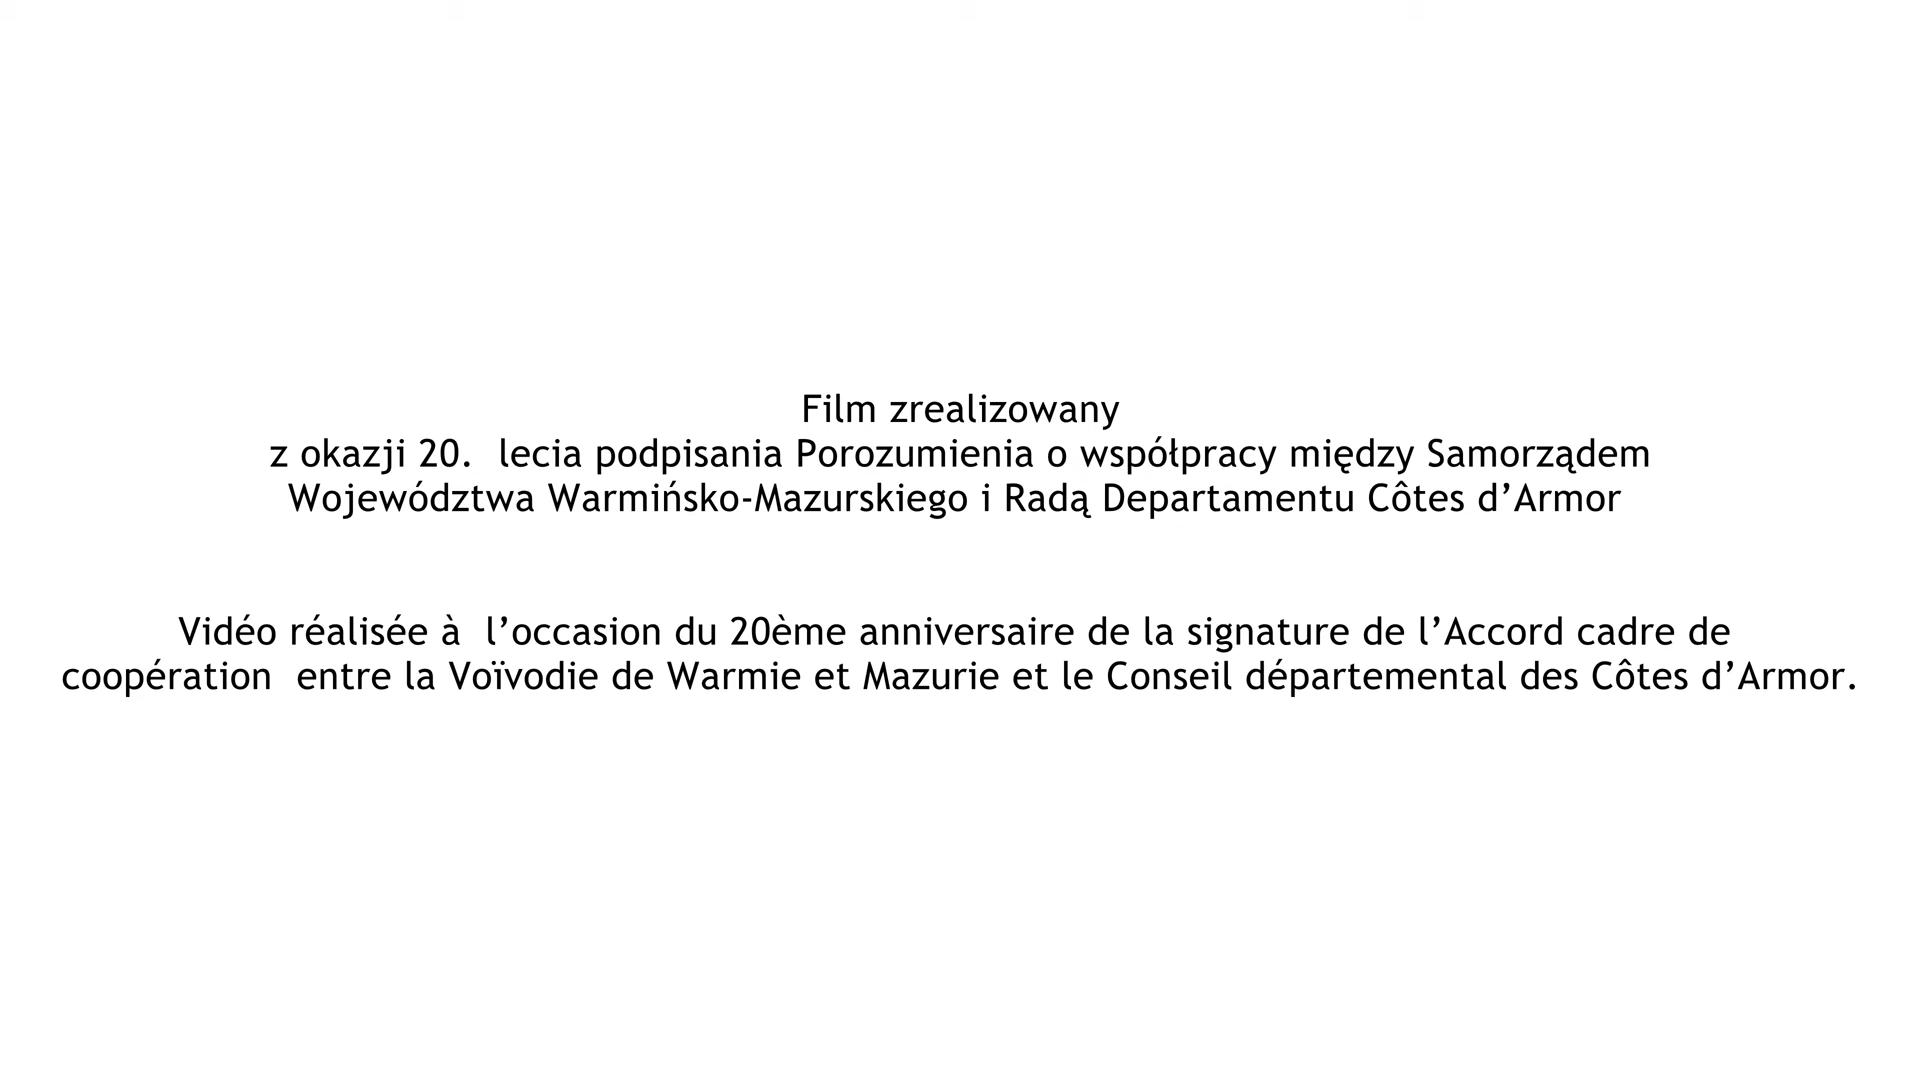 Film zrealizowany
z okazji 20.  lecia podpisania Porozumienia o współpracy między Samorządem
Województwa Warmińsko-Mazurskiego i Radą Departamentu Côtes d’Armor
Vidéo réalisée à  l’occasion du 20ème anniversaire de la signature de l’Accord cadre de
coopération  entre la Voïvodie de Warmie et Mazurie et le Conseil départemental des Côtes d’Armor.